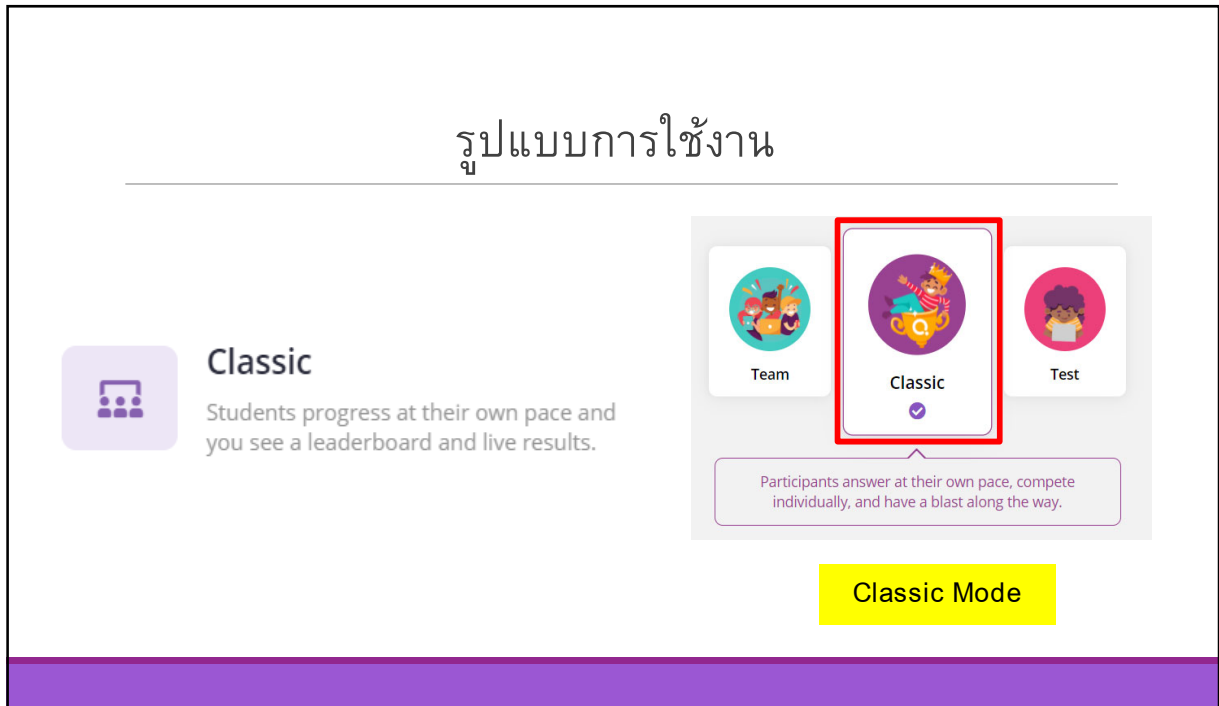 รูปแบบการใช้งาน
Classic
Students progress at their own pace and
you see a leaderboard and live results.
Team
Classic
Test
Participants answer at their own pace, compete
individually, and have a blast along the way.
Classic Mode